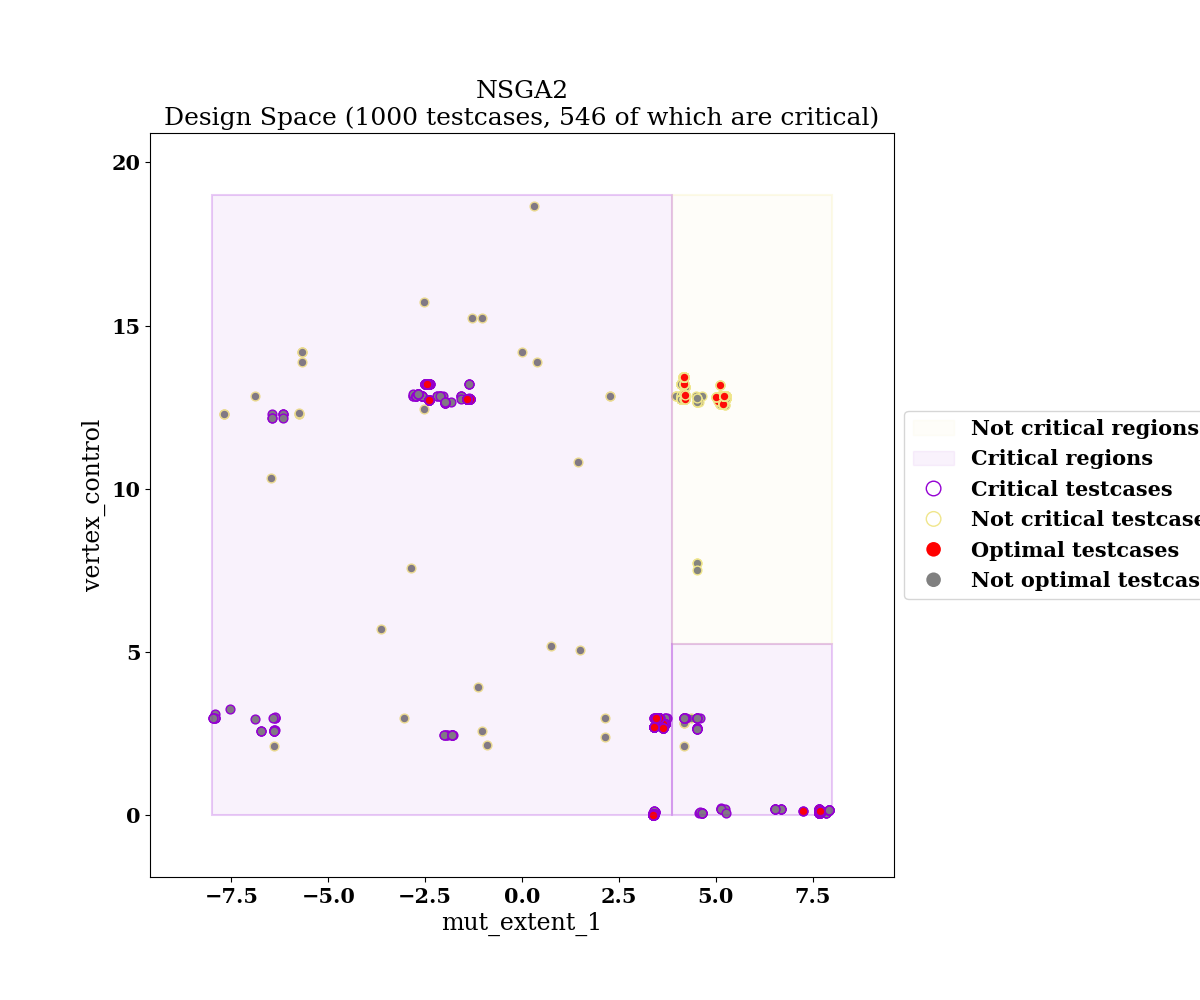 NSGA2
Design Space (1000 testcases, 546 of which are critical)
20
15
10
5
0
vertex_control
−7.5 −5.0 −2.5 0.0 2.5 5.0 7.5
mut_extent_1
Not critical regions
Critical regions
Critical testcases
Not critical testcase
Optimal testcases
Not optimal testcas